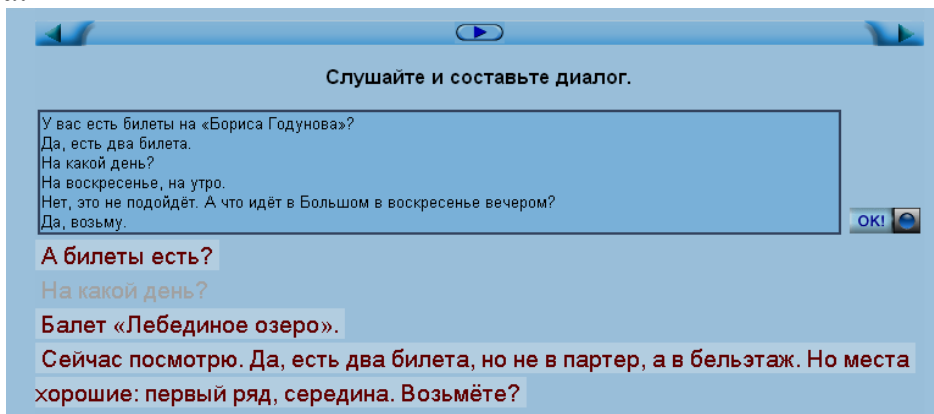 Слушайте и составьте диалог.
У вас есть билеты на «Бориса Годунова»?
Да, есть два билета.
На какой день?
На воскресенье, на утро.
Нет, это не подойдёт. А что идёт в Большом в воскресенье вечером?
Да, возьму.
OK!
А билеты есть?
На какой день?
Балет «Лебединое озеро».
Сейчас посмотрю. Да, есть два билета, но не в партер, а в бельэтаж. Но места
хорошие: первый ряд, середина. Возьмёте?